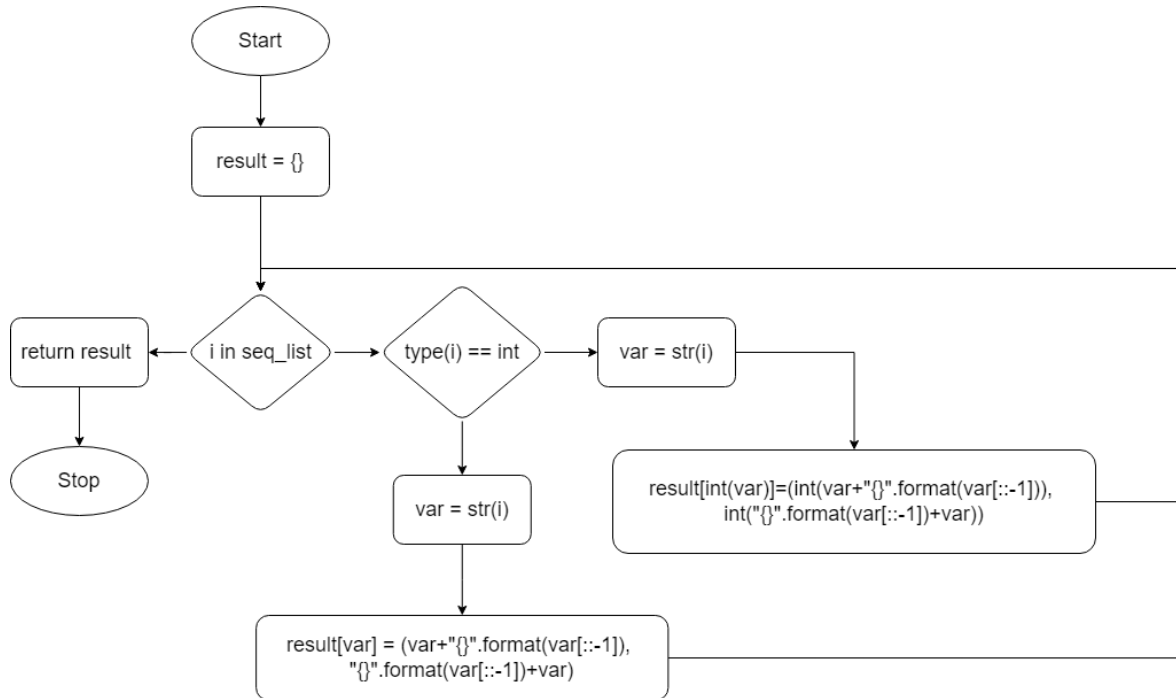 Start
result = {}
return result
i in seq_list
type(i) == int
var = str(i)
Stop
var = str(i)
result[int(var)]=(int(var+"{}".format(var[::-1])),
int("{}".format(var[::-1])+var))
result[var] = (var+"{}".format(var[::-1]),
"{}".format(var[::-1])+var)